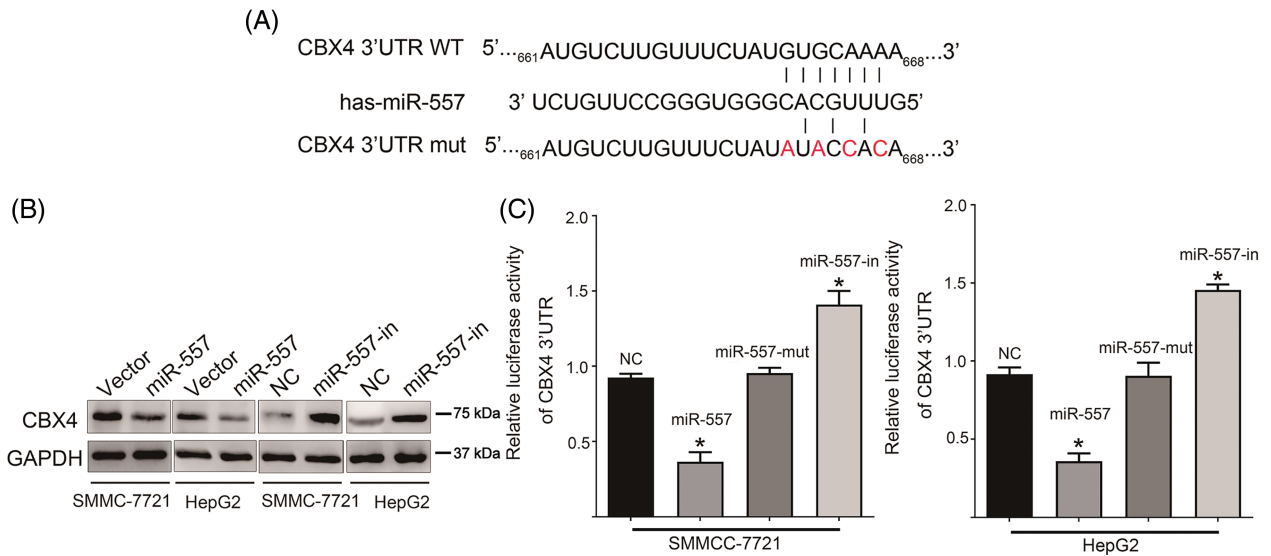 (A)
CBX4 3’UTR WT 5’...661AUGUCUUGUUUCUAUGUGCAAAA668...3’
has-miR-557 3’ UCUGUUCCGGGUGGGCACGUUUG5’
CBX4 3’UTR mut 5’...661AUGUCUUGUUUCUAUAUACCACA668...3’
(B)
Vector miR-557 Vector miR-557 NC miR-557-in NC miR-557-in
CBX4 75 kDa
GAPDH 37 kDa
SMMC-7721 HepG2 SMMC-7721 HepG2
(C)
Relative luciferase activity
of CBX4 3’UTR
2.0
1.5
1.0
0.5
NC
miR-557
*
miR-557-mut
miR-557-in
*
SMMCC-7721
Relative luciferase activity
of CBX4 3’UTR
2.0
1.5
1.0
0.5
NC
miR-557
*
miR-557-mut
miR-557-in
*
HepG2